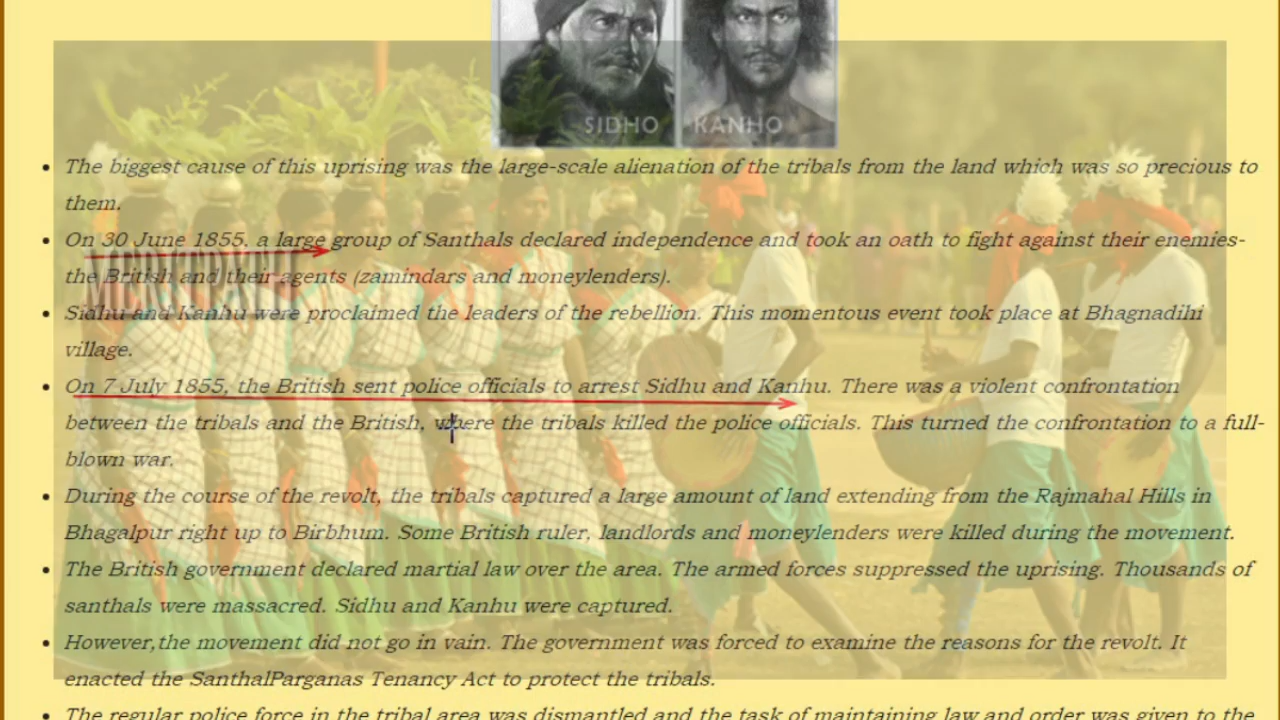 SIDHO KANHO
• The biggest cause of this uprising was the large-scale alienation of the tribals from the land which was so precious to
them.
• On 30 June 1855, a large group of Santhals declared independence and took an oath to fight against their enemies-
the British and their agents (zamindars and moneylenders).
• Sidhu and Kanhu were proclaimed the leaders of the rebellion. This momentous event took place at Bhagnadihi
village.
• On 7 July 1855, the British sent police officials to arrest Sidhu and Kanhu. There was a violent confrontation
between the tribals and the British, where the tribals killed the police officials. This turned the confrontation to a full-
blown war.
• During the course of the revolt, the tribals captured a large amount of land extending from the Rajmahal Hills in
Bhagalpur right up to Birbhum. Some British ruler, landlords and moneylenders were killed during the movement.
• The British government declared martial law over the area. The armed forces suppressed the uprising. Thousands of
santhals were massacred. Sidhu and Kanhu were captured.
• However,the movement did not go in vain. The government was forced to examine the reasons for the revolt. It
enacted the SanthalParganas Tenancy Act to protect the tribals.
• The regular police force in the tribal area was dismantled and the task of maintaining law and order was given to the